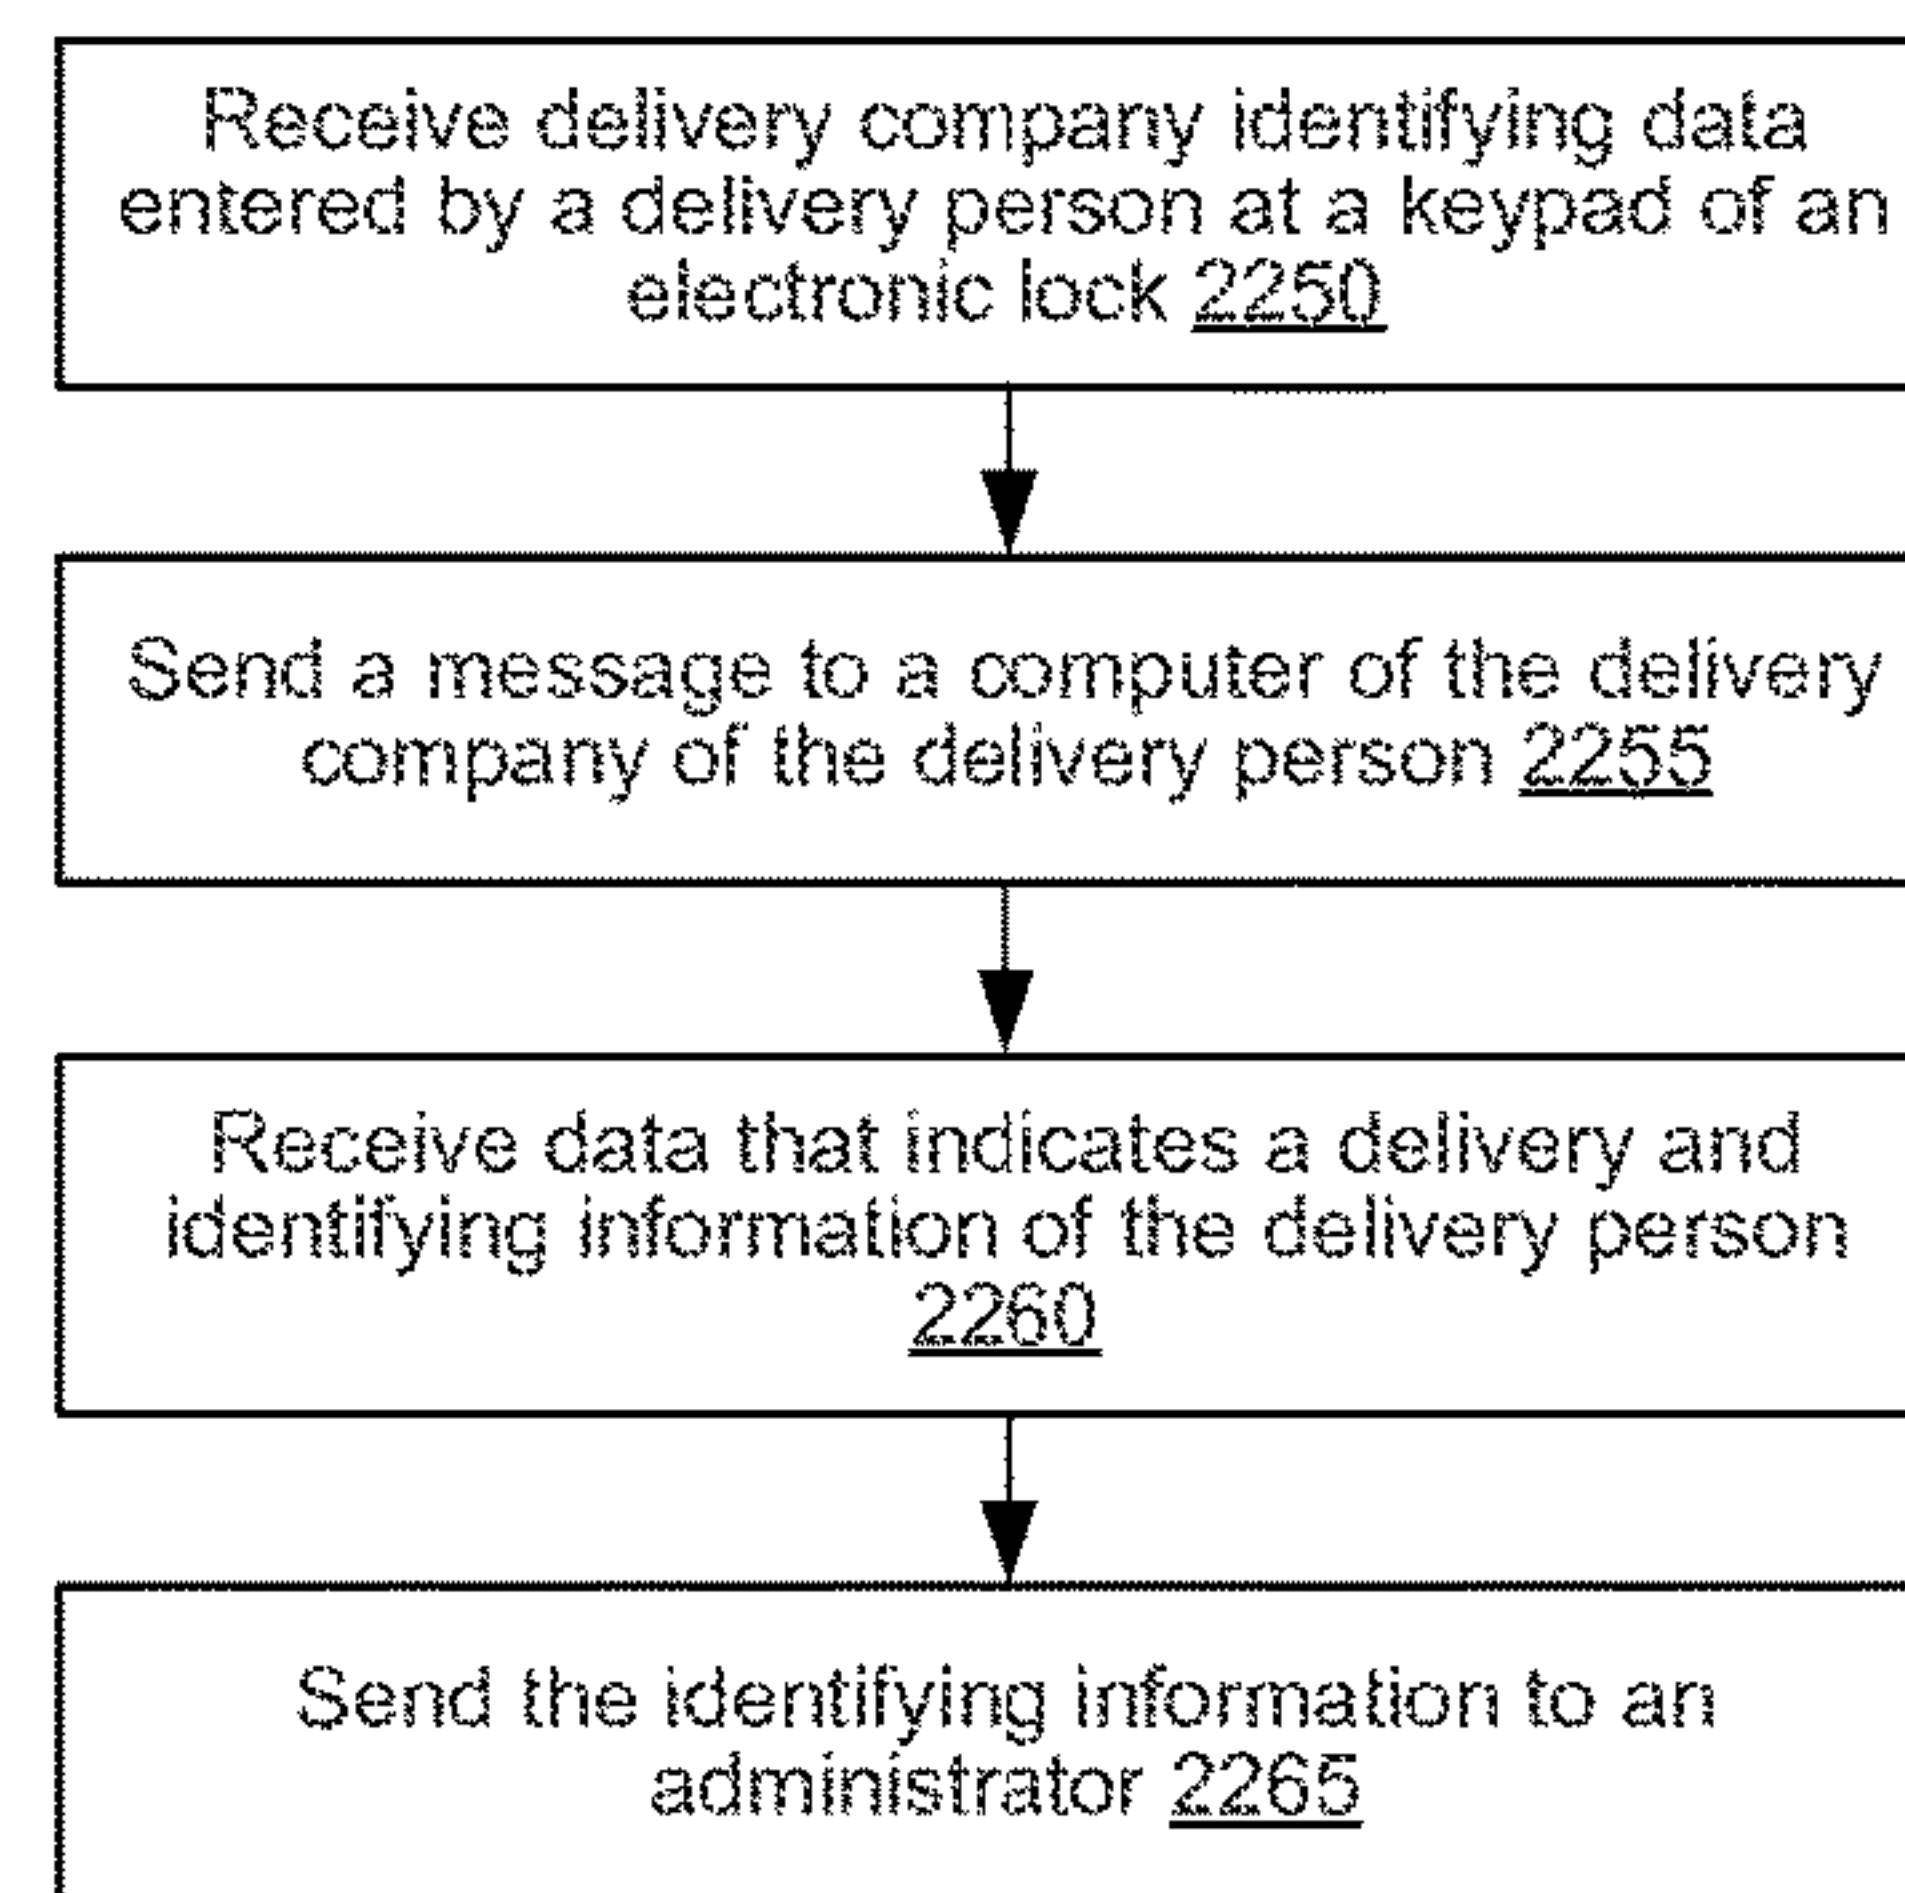 Receive delivery company identifying data
entered by a delivery person at a keypad of an
electronic lock 2250
Send a message to a computer of the delivery
company of the delivery person 2255
Receive data that indicates a delivery and
identifying information of the delivery person
2260
Send the identifying information to an
administrator 2265